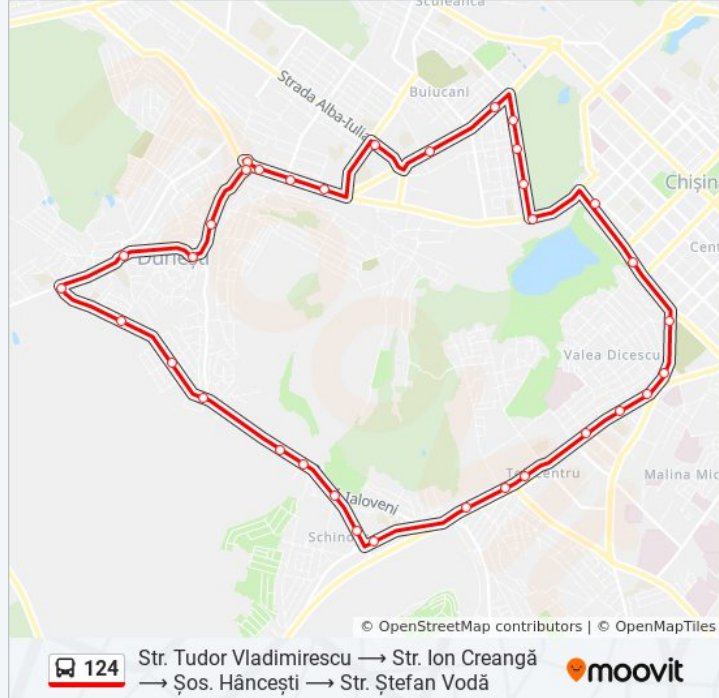 Sculeanca
Buiucani
Strada Alba-Iulia
Chișin
Cent
Durlești
Valea Dicescu
Telecentru
Malina Mic
Ialoveni
Schino
© OpenStreetMap contributors | © OpenMapTiles
124
Str. Tudor Vladimirescu ⟶ Str. Ion Creangă
⟶ Șos. Hâncești ⟶ Str. Ștefan Vodă
moovit